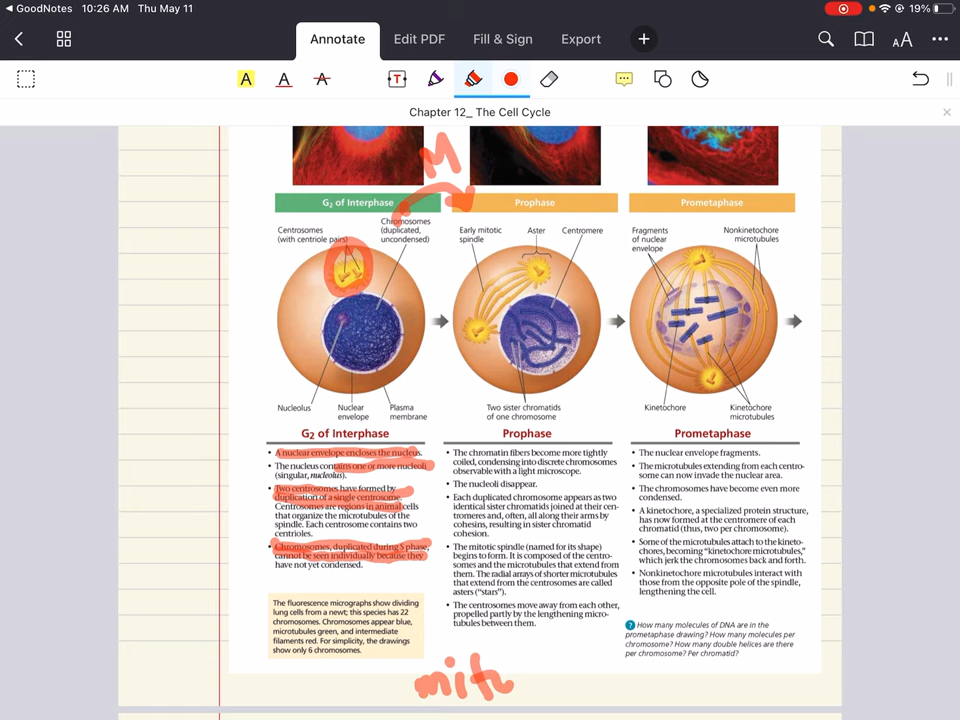 GoodNotes 10:26 AM Thu May 11 19%
Annotate Edit PDF Fill & Sign Export
Chapter 12_ The Cell Cycle
M
G2 of Interphase
Prophase
Prometaphase
Centrosomes
(with centriole pairs)
Chromosomes
(duplicated,
uncondensed)
Early mitotic
spindle
Aster
Centromere
Fragments
of nuclear
envelope
Nonkinetochore
microtubules
Nucleolus
Nuclear
envelope
Plasma
membrane
Two sister chromatids
of one chromosome
Kinetochore
Kinetochore
microtubules
G2 of Interphase
• A nuclear envelope encloses the nucleus.
• The nucleus contains one or more nucleoli
(singular, nucleolus).
• Two centrosomes have formed by
duplication of a single centrosome.
Centrosomes are regions in animal cells
that organize the microtubules of the
spindle. Each centrosome contains two
centrioles.
• Chromosomes, duplicated during S phase,
cannot be seen individually because they
have not yet condensed.
The fluorescence micrographs show dividing
lung cells from a newt; this species has 22
chromosomes. Chromosomes appear blue,
microtubules green, and intermediate
filaments red. For simplicity, the drawings
show only 6 chromosomes.
Prophase
• The chromatin fibers become more tightly
coiled, condensing into discrete chromosomes
observable with a light microscope.
• The nucleoli disappear.
• Each duplicated chromosome appears as two
identical sister chromatids joined at their cen-
tromeres and, often, all along their arms by
cohesins, resulting in sister chromatid
cohesion.
• The mitotic spindle (named for its shape)
begins to form. It is composed of the centro-
somes and the microtubules that extend from
them. The radial arrays of shorter microtubules
that extend from the centrosomes are called
asters ("stars").
• The centrosomes move away from each other,
propelled partly by the lengthening micro-
tubules between them.
Prometaphase
• The nuclear envelope fragments.
• The microtubules extending from each centro-
some can now invade the nuclear area.
• The chromosomes have become even more
condensed.
• A kinetochore, a specialized protein structure,
has now formed at the centromere of each
chromatid (thus, two per chromosome).
• Some of the microtubules attach to the kineto-
chores, becoming "kinetochore microtubules,"
which jerk the chromosomes back and forth.
• Nonkinetochore microtubules interact with
those from the opposite pole of the spindle,
lengthening the cell.
? How many molecules of DNA are in the
prometaphase drawing? How many molecules per
chromosome? How many double helices are there
per chromosome? Per chromatid?